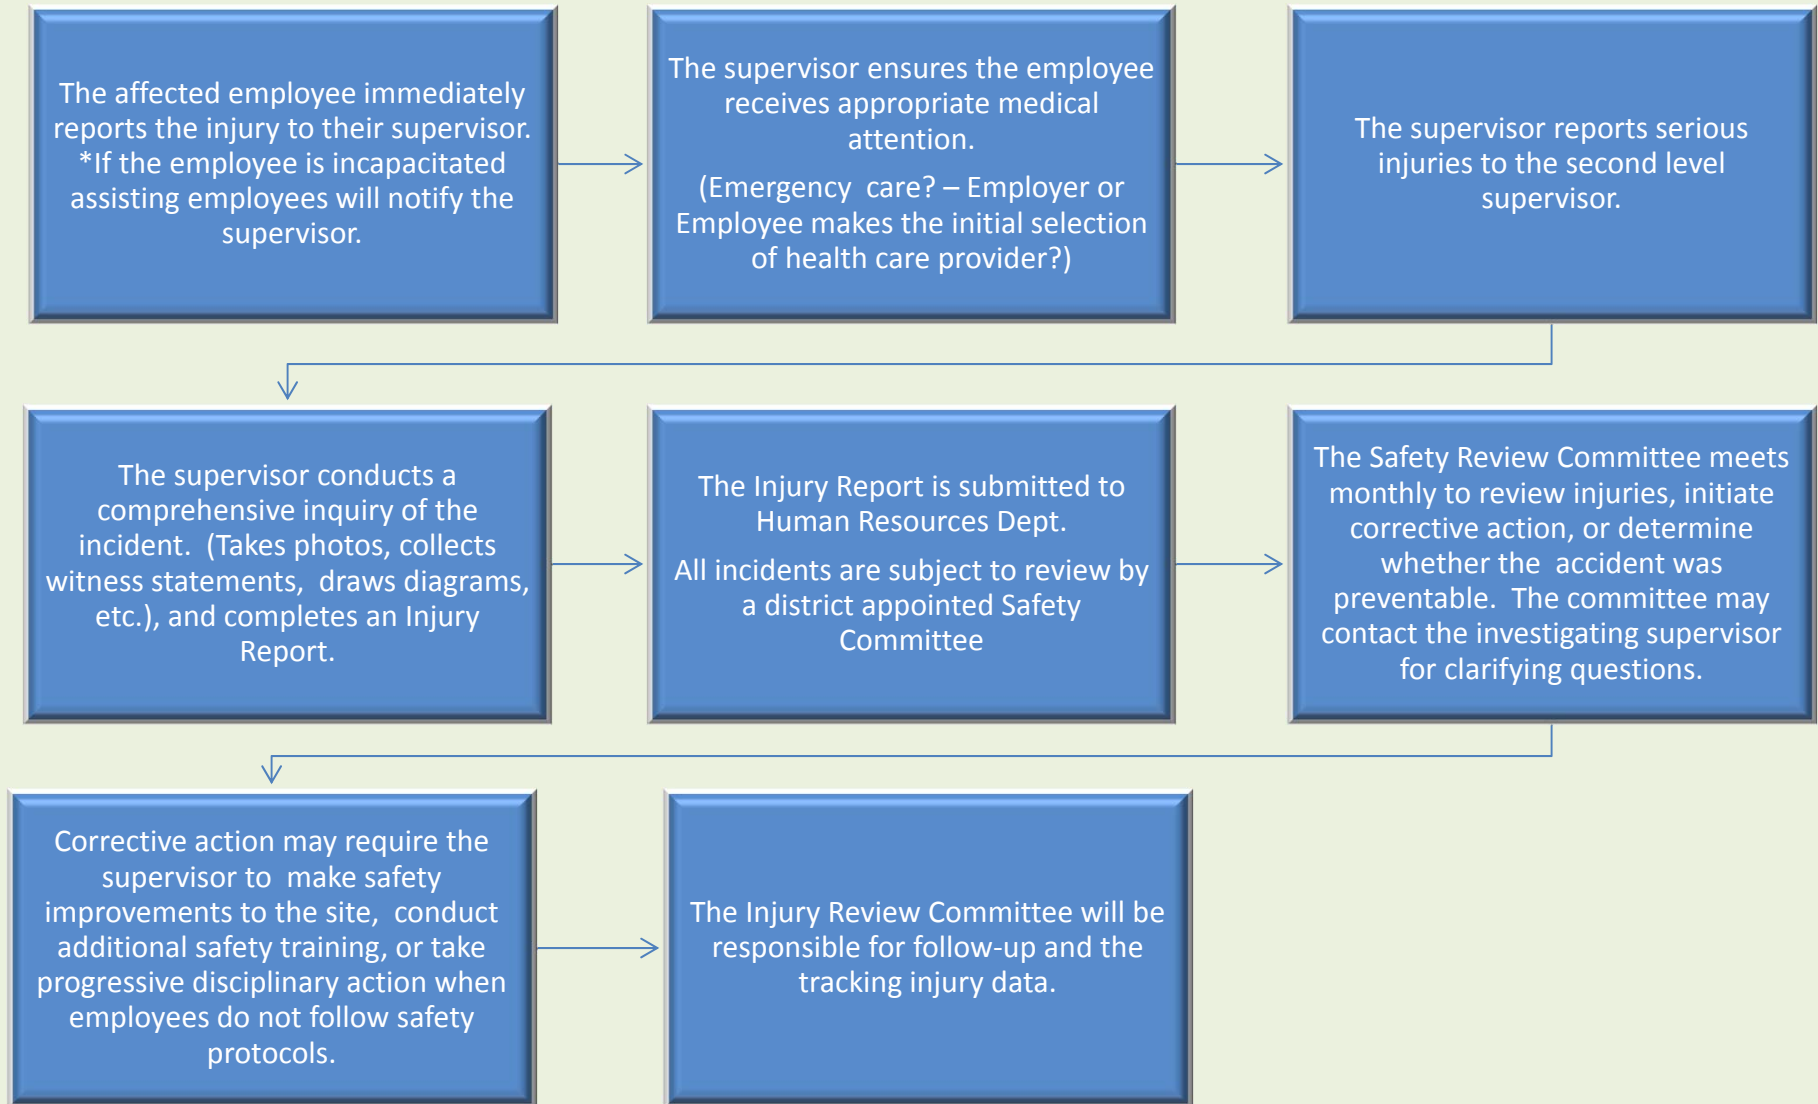 The affected employee immediately
reports the injury to their supervisor.
*If the employee is incapacitated
assisting employees will notify the
supervisor.
The supervisor ensures the employee
receives appropriate medical
attention.
(Emergency  care? – Employer or
Employee makes the initial selection
of health care provider?)
The supervisor reports serious
injuries to the second level
supervisor.
The supervisor conducts a
comprehensive inquiry of the
incident.  (Takes photos, collects
witness statements,  draws diagrams,
etc.), and completes an Injury
Report.
The Injury Report is submitted to
Human Resources Dept.
All incidents are subject to review by
a district appointed Safety
Committee
The Safety Review Committee meets
monthly to review injuries, initiate
corrective action, or determine
whether the  accident was
preventable.  The committee may
contact the investigating supervisor
for clarifying questions.
Corrective action may require the
supervisor to  make safety
improvements to the site,  conduct
additional safety training, or take
progressive disciplinary action when
employees do not follow safety
protocols.
The Injury Review Committee will be
responsible for follow-up and the
tracking injury data.